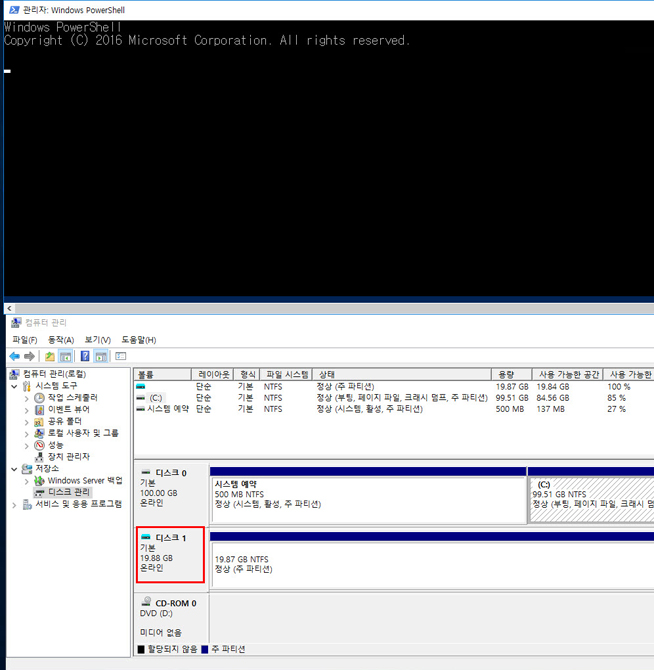 관리자: Windows PowerShell
Windows PowerShell
Copyright (C) 2016 Microsoft Corporation. All rights reserved.
컴퓨터 관리
파일(F) 동작(A) 보기(V) 도움말(H)
컴퓨터 관리(로컬)
시스템 도구
작업 스케줄러
이벤트 뷰어
공유 폴더
로컬 사용자 및 그룹
성능
장치 관리자
저장소
Windows Server 백업
디스크 관리
서비스 및 응용 프로그램
볼륨 레이아웃 형식 파일 시스템 상태 용량 사용 가능한 공간 사용 가능한
단순 기본 NTFS 정상 (주 파티션) 19.87 GB 19.84 GB 100 %
(C:) 단순 기본 NTFS 정상 (부팅, 페이지 파일, 크래시 덤프, 주 파티션) 99.51 GB 84.56 GB 85 %
시스템 예약 단순 기본 NTFS 정상 (시스템, 활성, 주 파티션) 500 MB 137 MB 27 %
디스크 0
기본
100.00 GB
온라인
시스템 예약
500 MB NTFS
정상 (시스템, 활성, 주 파티션)
(C:)
99.51 GB NTFS
정상 (부팅, 페이지 파일, 크래시 덤
디스크 1
기본
19.88 GB
온라인
19.87 GB NTFS
정상 (주 파티션)
CD-ROM 0
DVD (D:)
미디어 없음
할당되지 않음 주 파티션